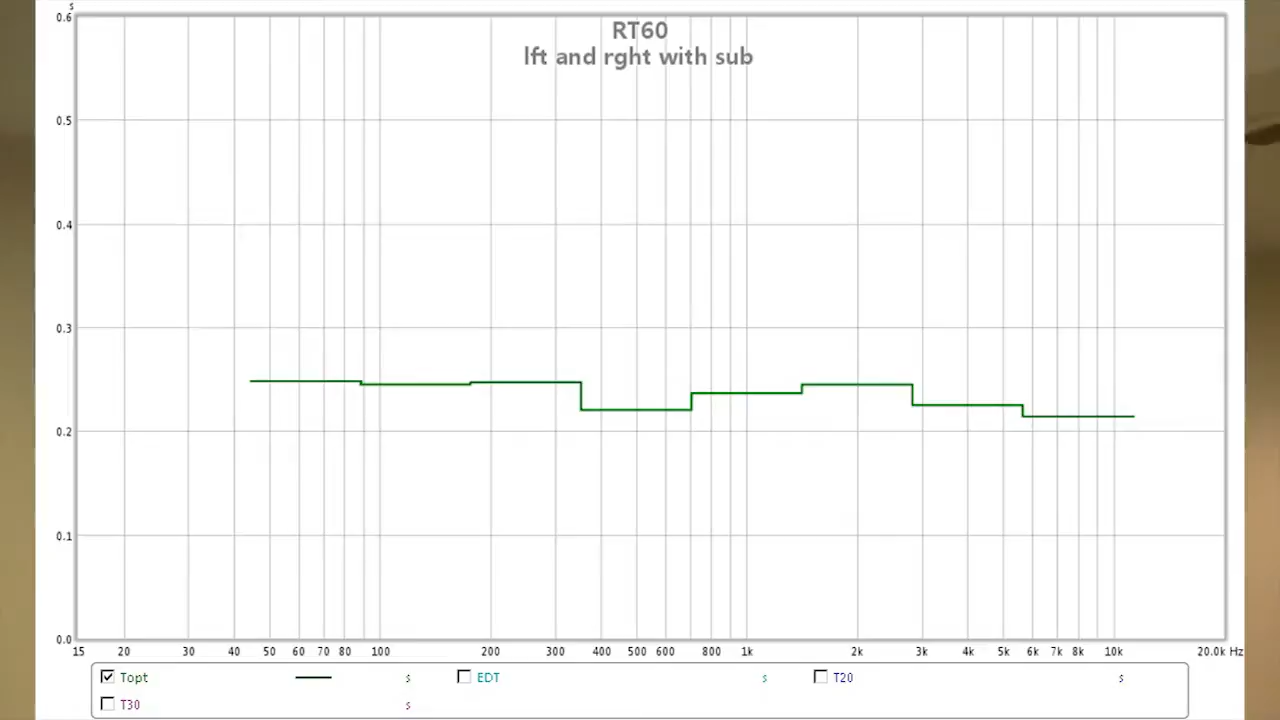 s
RT60
lft and rght with sub
0.6
0.5
0.4
0.3
0.2
0.1
0.0
15 20 30 40 50 60 70 80 100 200 300 400 500 600 800 1k 2k 3k 4k 5k 6k 7k 8k 10k 20.0k Hz
Topt s EDT s T20 s
T30 s